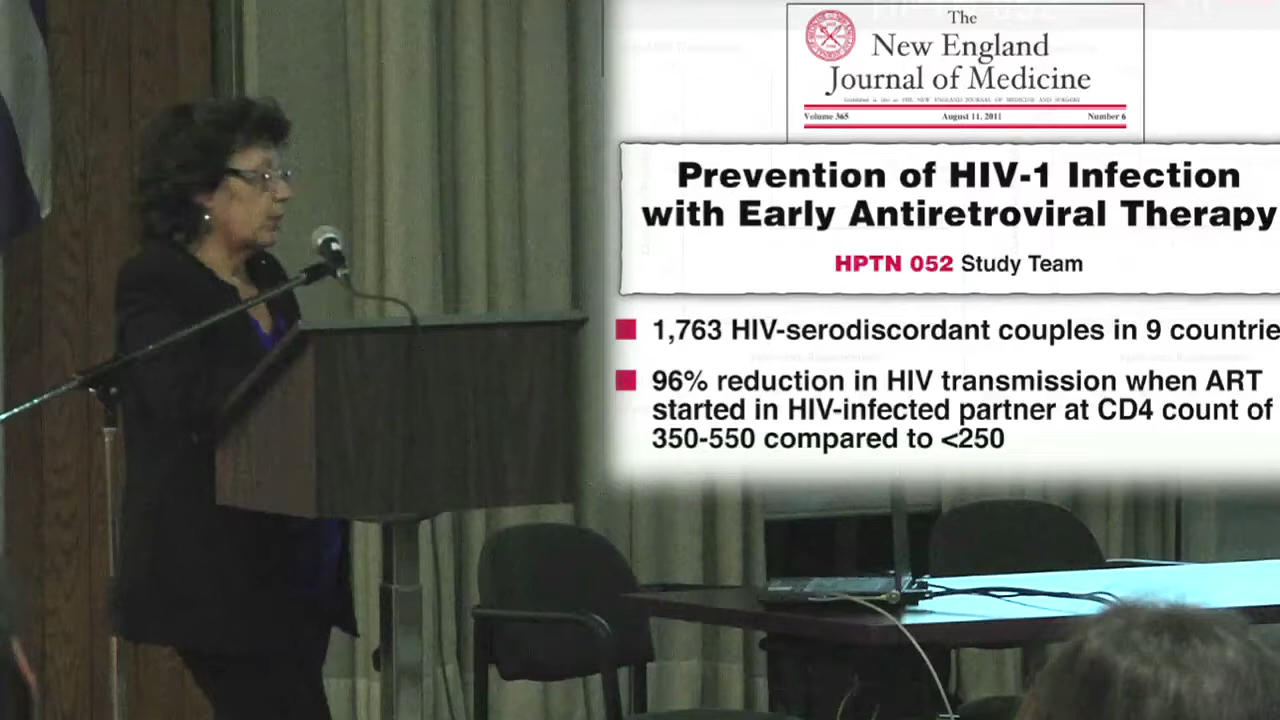 The
New England
Journal of Medicine
Volume 365 August 11, 2011 Number 6
Prevention of HIV-1 Infection
with Early Antiretroviral Therapy
HPTN 052 Study Team
1,763 HIV-serodiscordant couples in 9 countrie
96% reduction in HIV transmission when ART
started in HIV-infected partner at CD4 count of
350-550 compared to <250